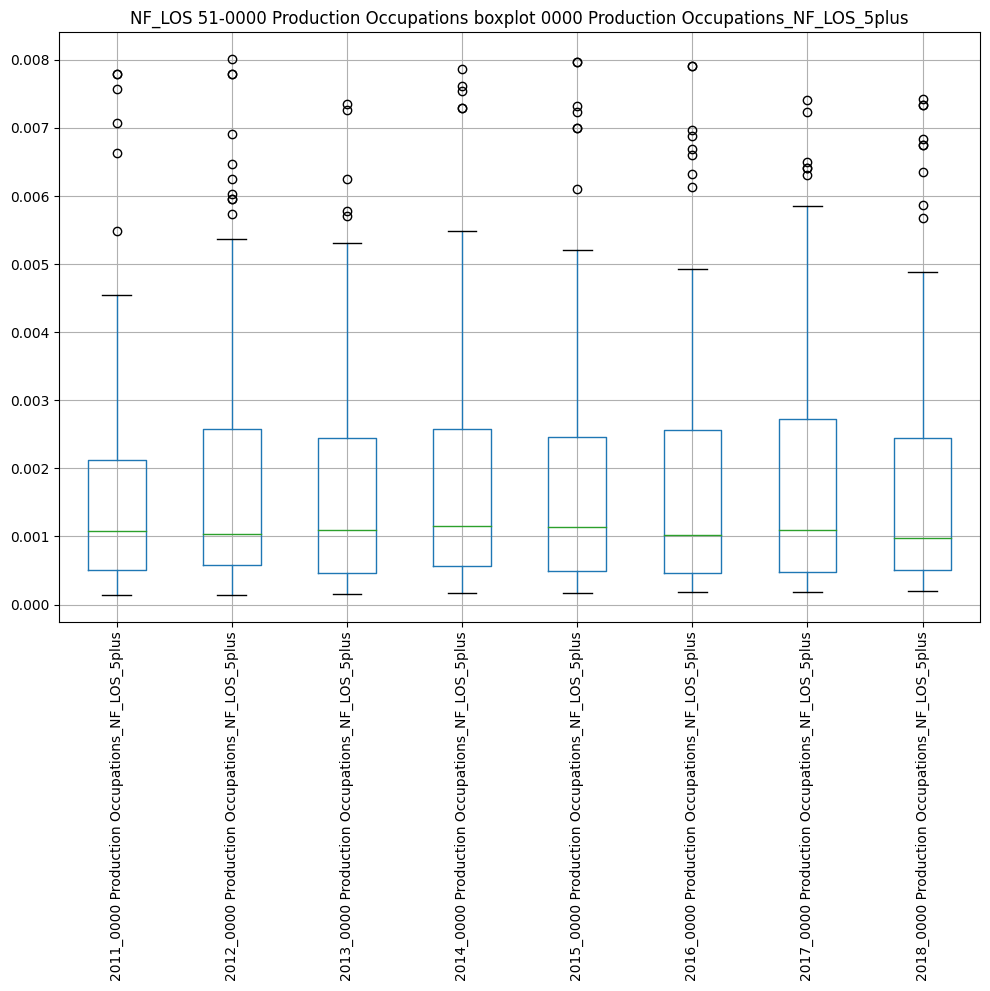 NF_LOS 51-0000 Production Occupations boxplot 0000 Production Occupations_NF_LOS_5plus
0.008
0.007
0.006
0.005
0.004
0.003
0.002
0.001
0.000
2011_0000 Production Occupations_NF_LOS_5plus
2012_0000 Production Occupations_NF_LOS_5plus
2013_0000 Production Occupations_NF_LOS_5plus
2014_0000 Production Occupations_NF_LOS_5plus
2015_0000 Production Occupations_NF_LOS_5plus
2016_0000 Production Occupations_NF_LOS_5plus
2017_0000 Production Occupations_NF_LOS_5plus
2018_0000 Production Occupations_NF_LOS_5plus